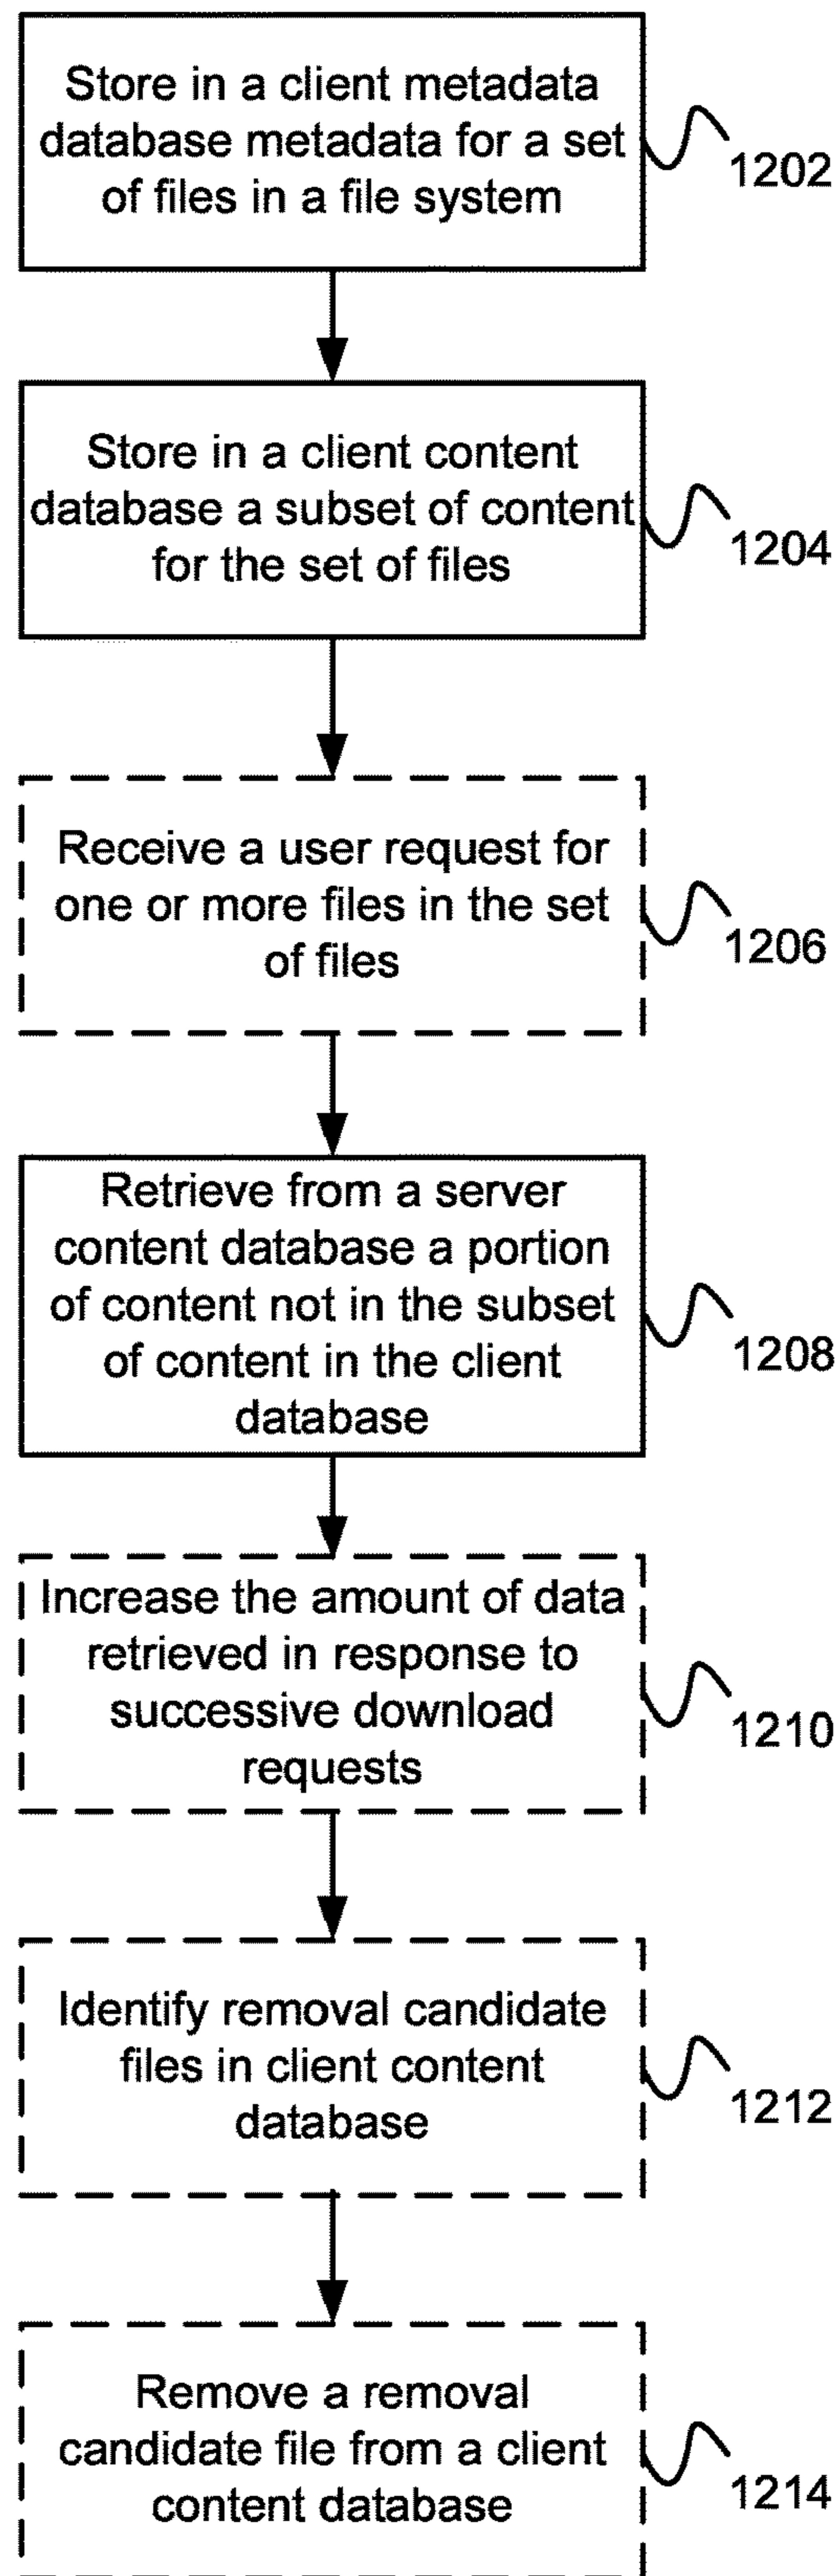 Store in a client metadata
database metadata for a set
of files in a file system
1202
Store in a client content
database a subset of content
for the set of files
1204
Receive a user request for
one or more files in the set
of files
1206
Retrieve from a server
content database a portion
of content not in the subset
of content in the client
database
1208
Increase the amount of data
retrieved in response to
successive download
requests
1210
Identify removal candidate
files in client content
database
1212
Remove a removal
candidate file from a client
content database
1214